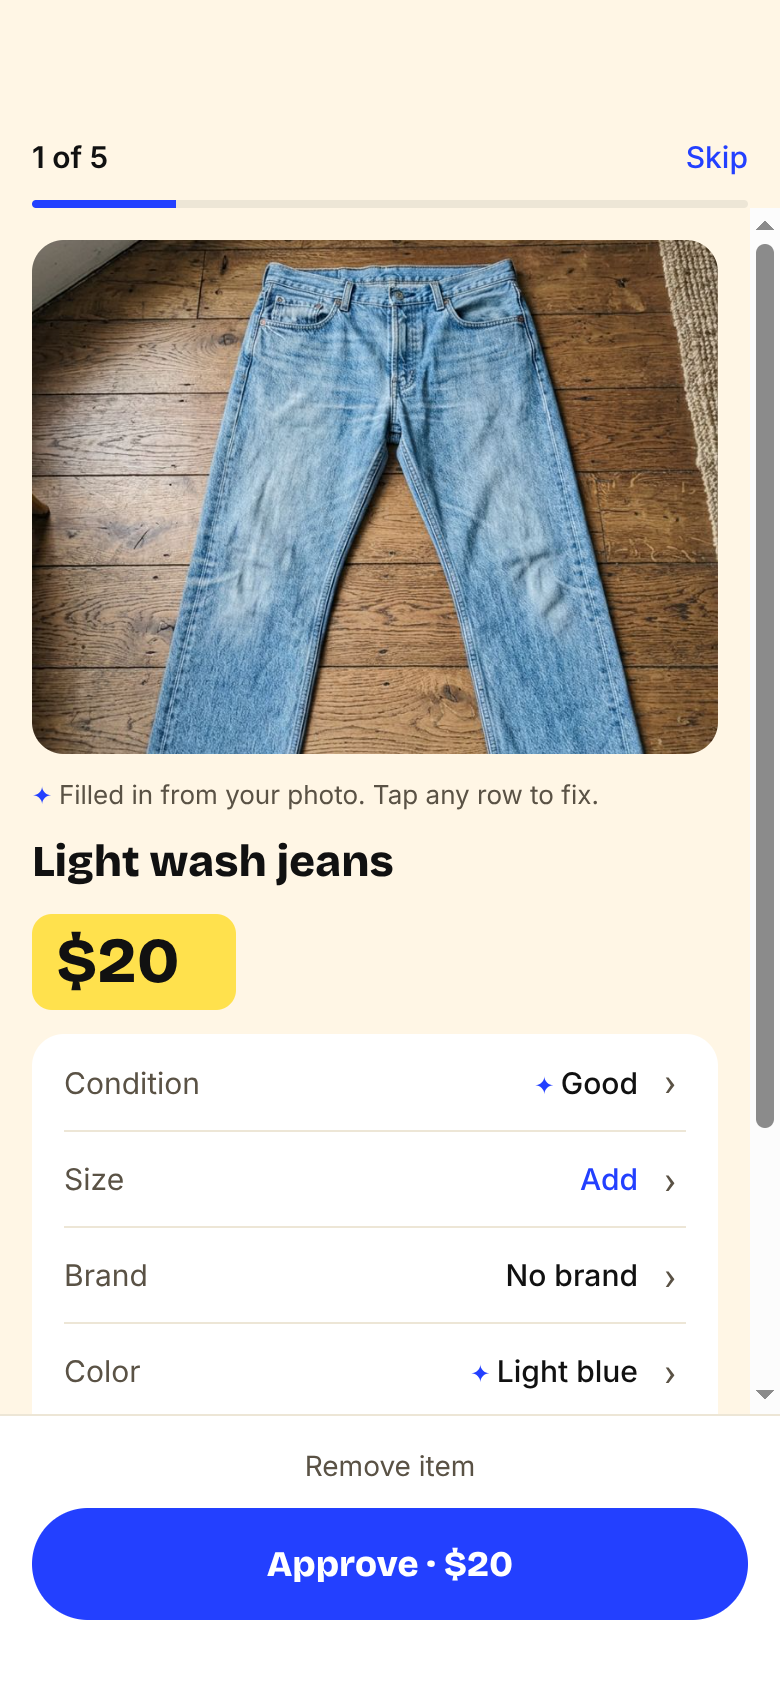 1 of 5 Skip
✦ Filled in from your photo. Tap any row to fix.
Light wash jeans
$20
Condition ✦ Good ›
Size Add ›
Brand No brand ›
Color ✦ Light blue ›
Remove item
Approve · $20